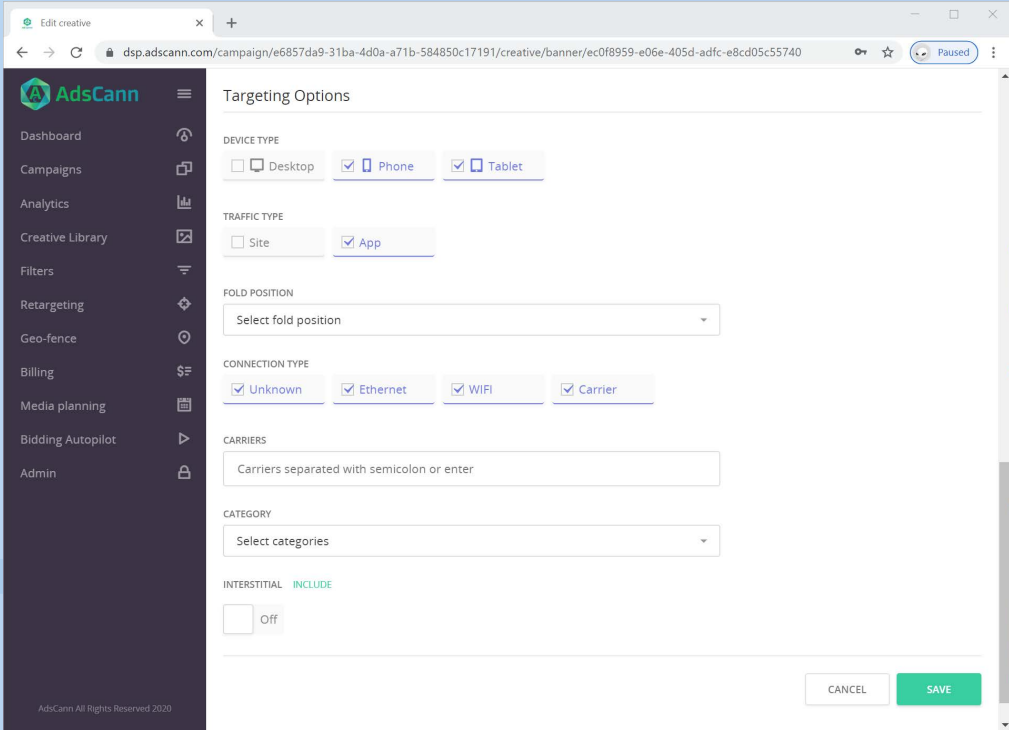 Edit creative
dsp.adscann.com/campaign/e6857da9-31ba-4d0a-a71b-584850c17191/creative/banner/ec0f8959-e06e-405d-adfc-e8cd05c55740
Paused
AdsCann
Dashboard
Campaigns
Analytics
Creative Library
Filters
Retargeting
Geo-fence
Billing
Media planning
Bidding Autopilot
Admin
AdsCann All Rights Reserved 2020
Targeting Options
DEVICE TYPE
Desktop Phone Tablet
TRAFFIC TYPE
Site App
FOLD POSITION
Select fold position
CONNECTION TYPE
Unknown Ethernet WIFI Carrier
CARRIERS
Carriers separated with semicolon or enter
CATEGORY
Select categories
INTERSTITIAL INCLUDE
Off
CANCEL SAVE